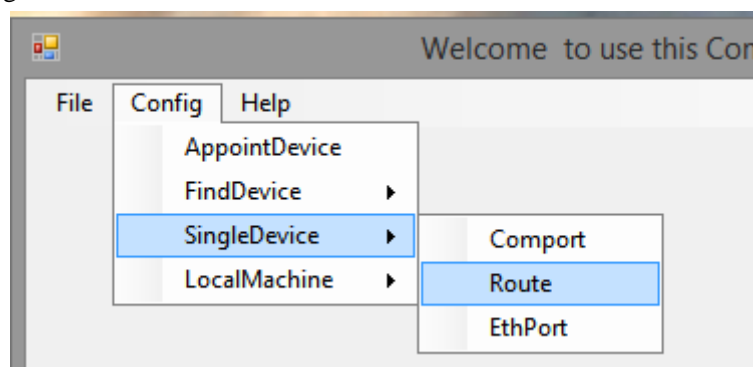 Welcome to use this Con
File Config Help
AppointDevice
FindDevice
SingleDevice
LocalMachine
Comport
Route
EthPort